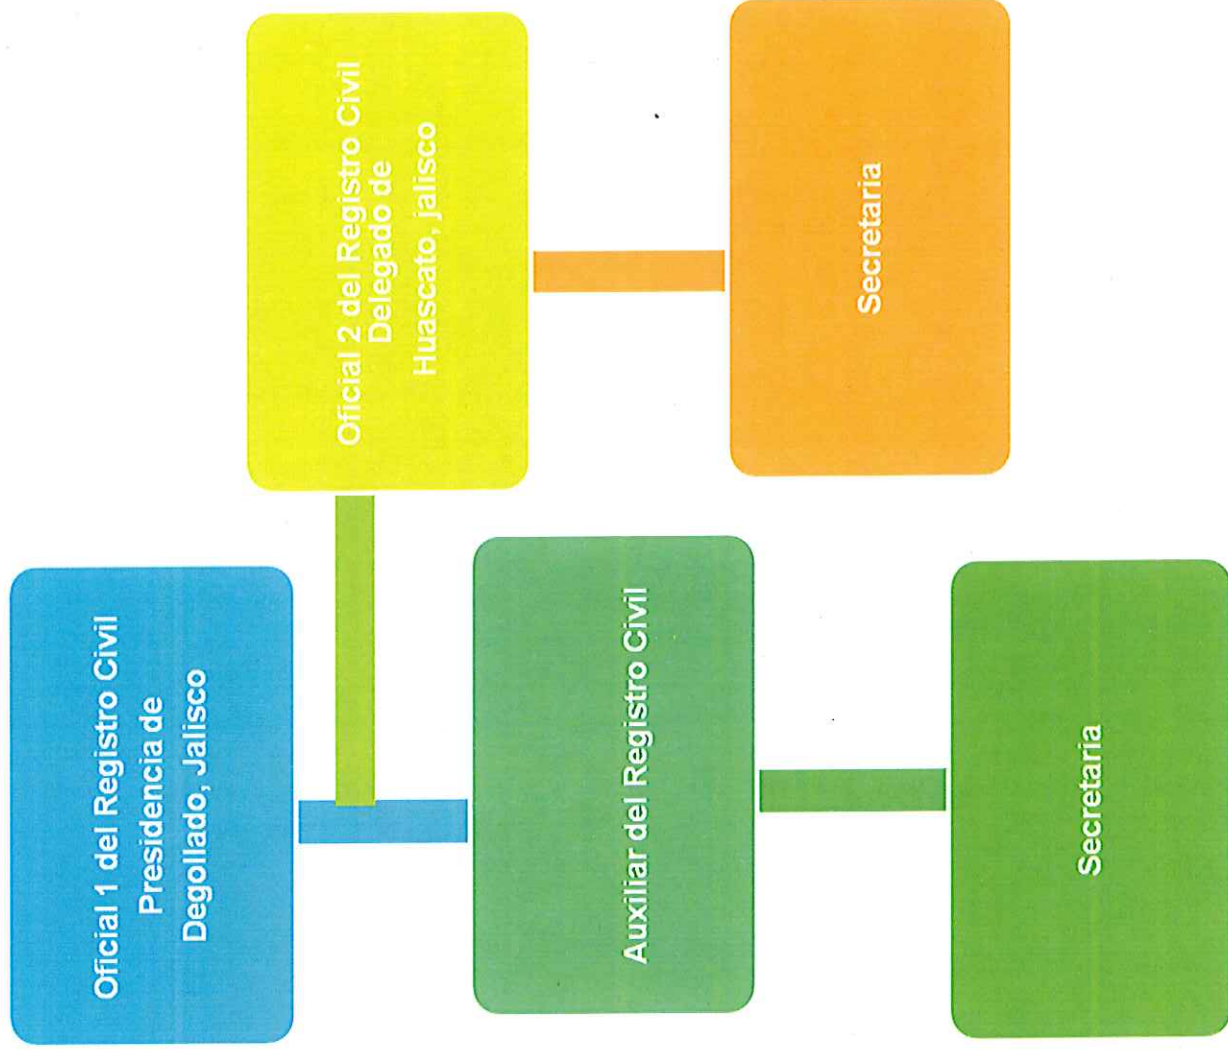 Oficial 1 del Registro Civil
Presidencia de
Degollado, Jalisco
Oficial 2 del Registro Civil
Delegado de
Huascato, jalisco
Auxiliar del Registro Civil
Secretaria
Secretaria